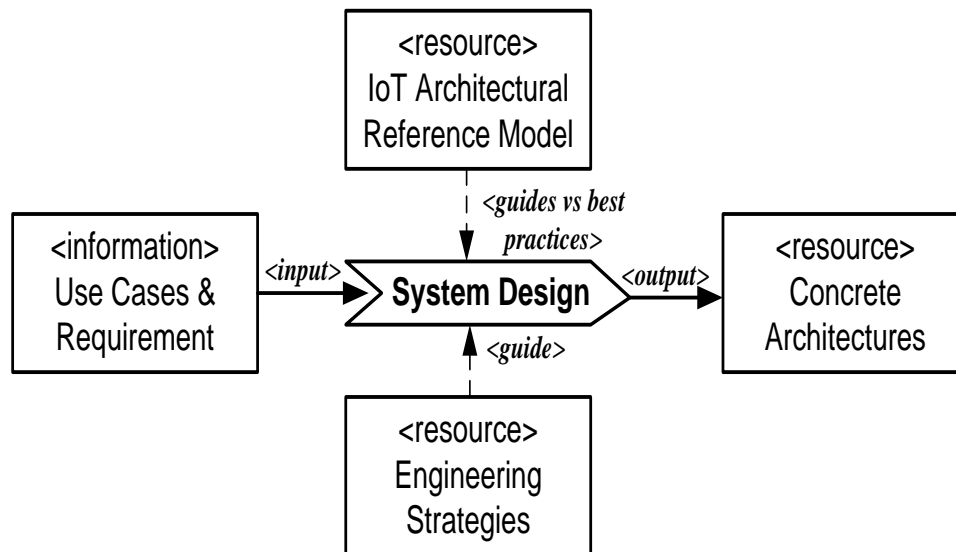 <resource>
IoT Architectural
Reference Model
<guides vs best
practices>
<information>
Use Cases &
Requirement
<input>
System Design
<output>
<resource>
Concrete
Architectures
<guide>
<resource>
Engineering
Strategies